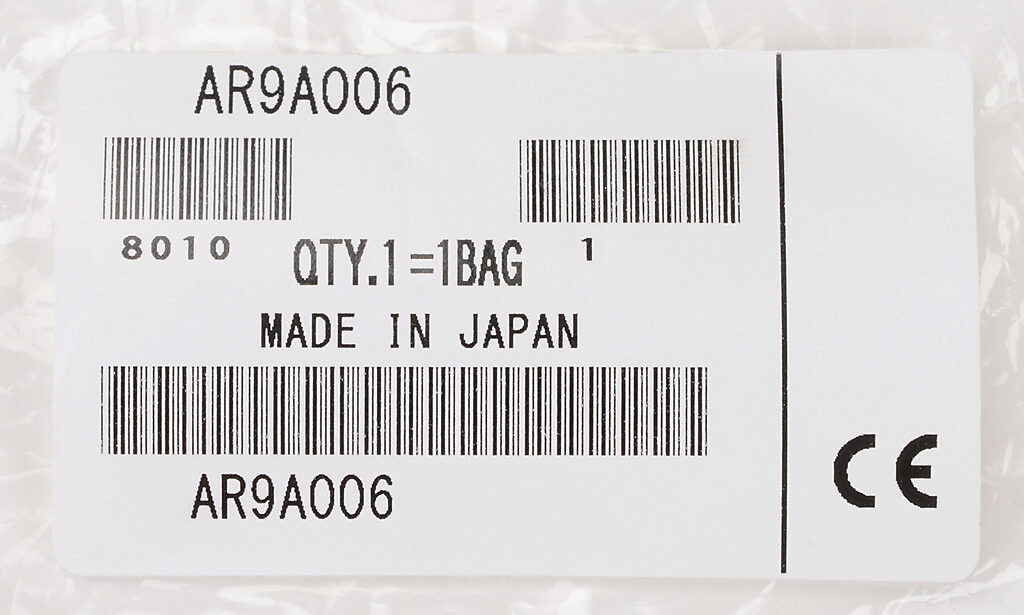 AR9A006
8010
1
QTY.1=1BAG
MADE IN JAPAN
AR9A006
CE